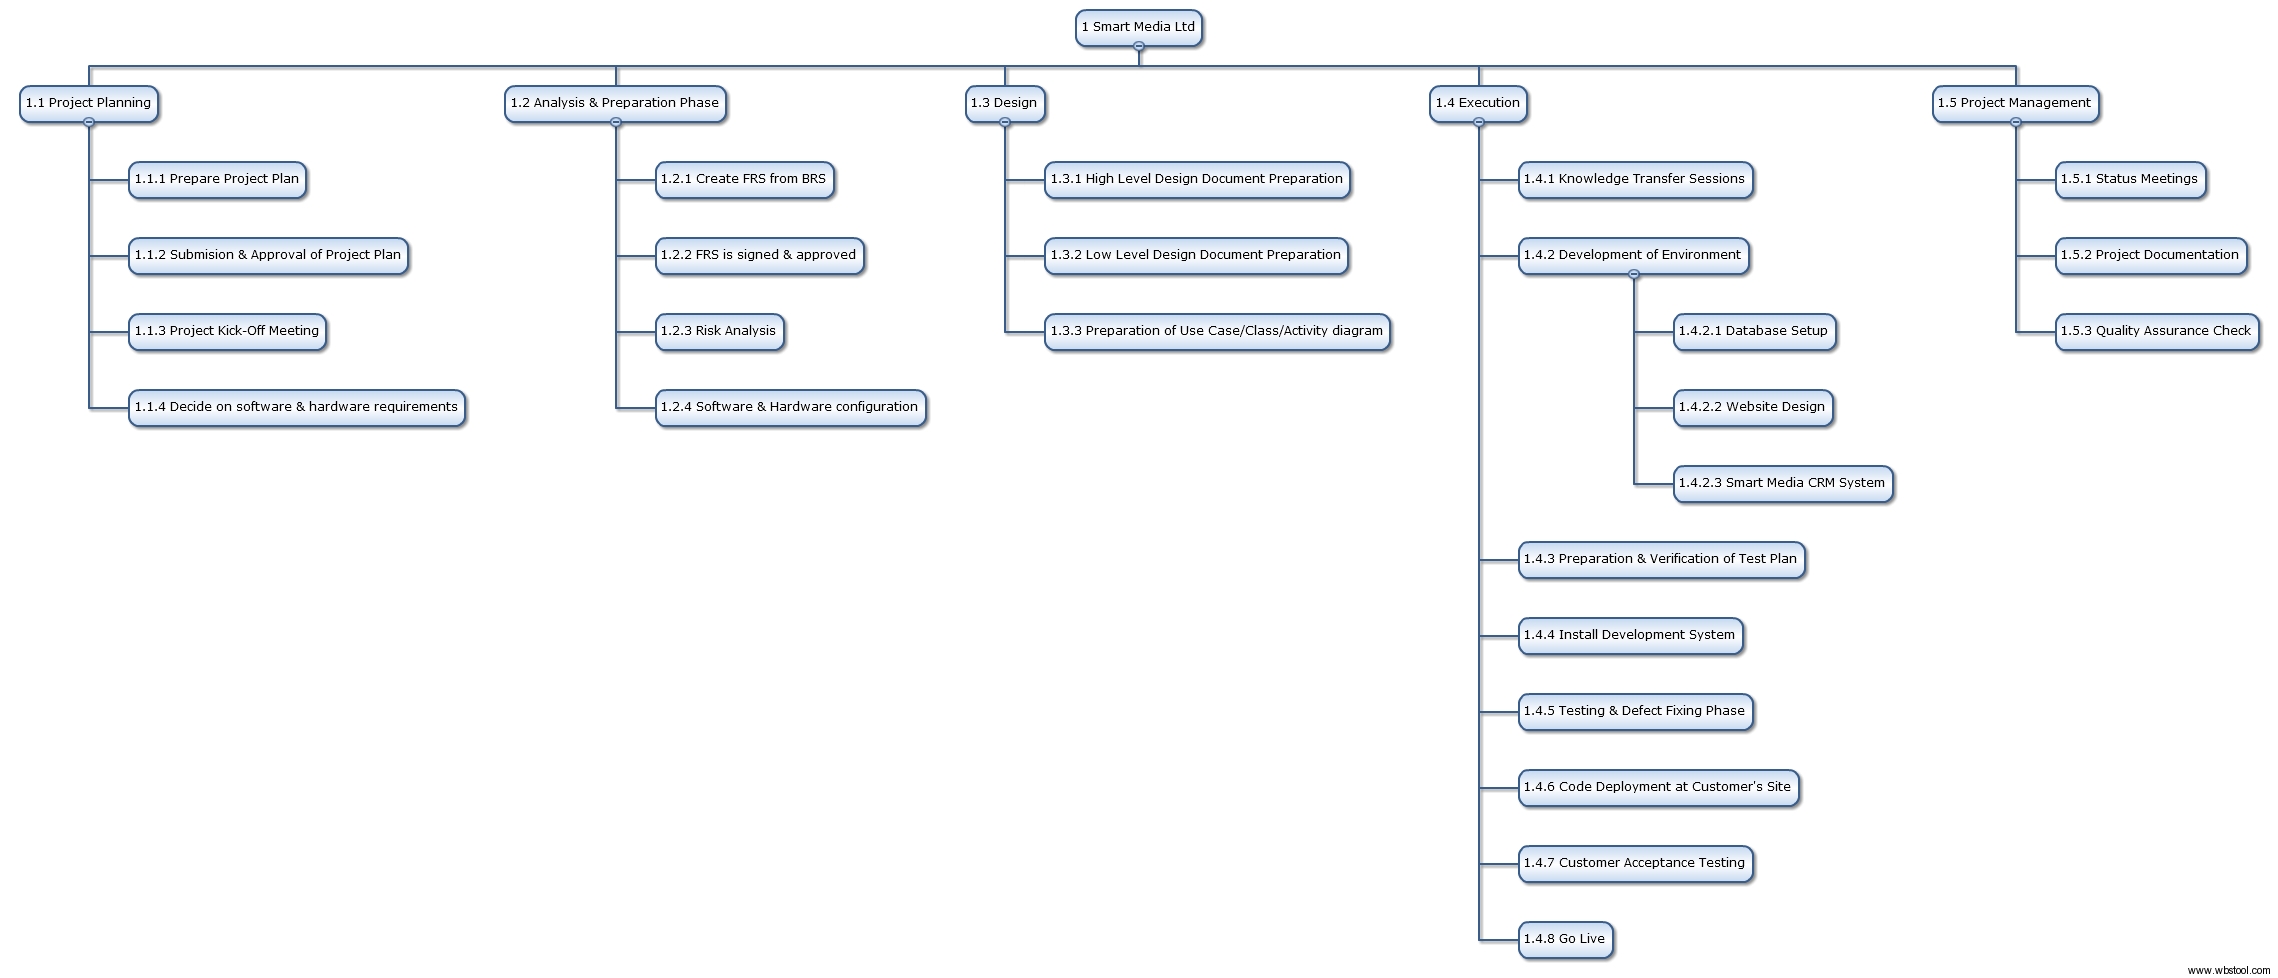 1 Smart Media Ltd
1.1 Project Planning
1.1.1 Prepare Project Plan
1.1.2 Submision & Approval of Project Plan
1.1.3 Project Kick-Off Meeting
1.1.4 Decide on software & hardware requirements
1.2 Analysis & Preparation Phase
1.2.1 Create FRS from BRS
1.2.2 FRS is signed & approved
1.2.3 Risk Analysis
1.2.4 Software & Hardware configuration
1.3 Design
1.3.1 High Level Design Document Preparation
1.3.2 Low Level Design Document Preparation
1.3.3 Preparation of Use Case/Class/Activity diagram
1.4 Execution
1.4.1 Knowledge Transfer Sessions
1.4.2 Development of Environment
1.4.2.1 Database Setup
1.4.2.2 Website Design
1.4.2.3 Smart Media CRM System
1.4.3 Preparation & Verification of Test Plan
1.4.4 Install Development System
1.4.5 Testing & Defect Fixing Phase
1.4.6 Code Deployment at Customer's Site
1.4.7 Customer Acceptance Testing
1.4.8 Go Live
1.5 Project Management
1.5.1 Status Meetings
1.5.2 Project Documentation
1.5.3 Quality Assurance Check
www.wbstool.com